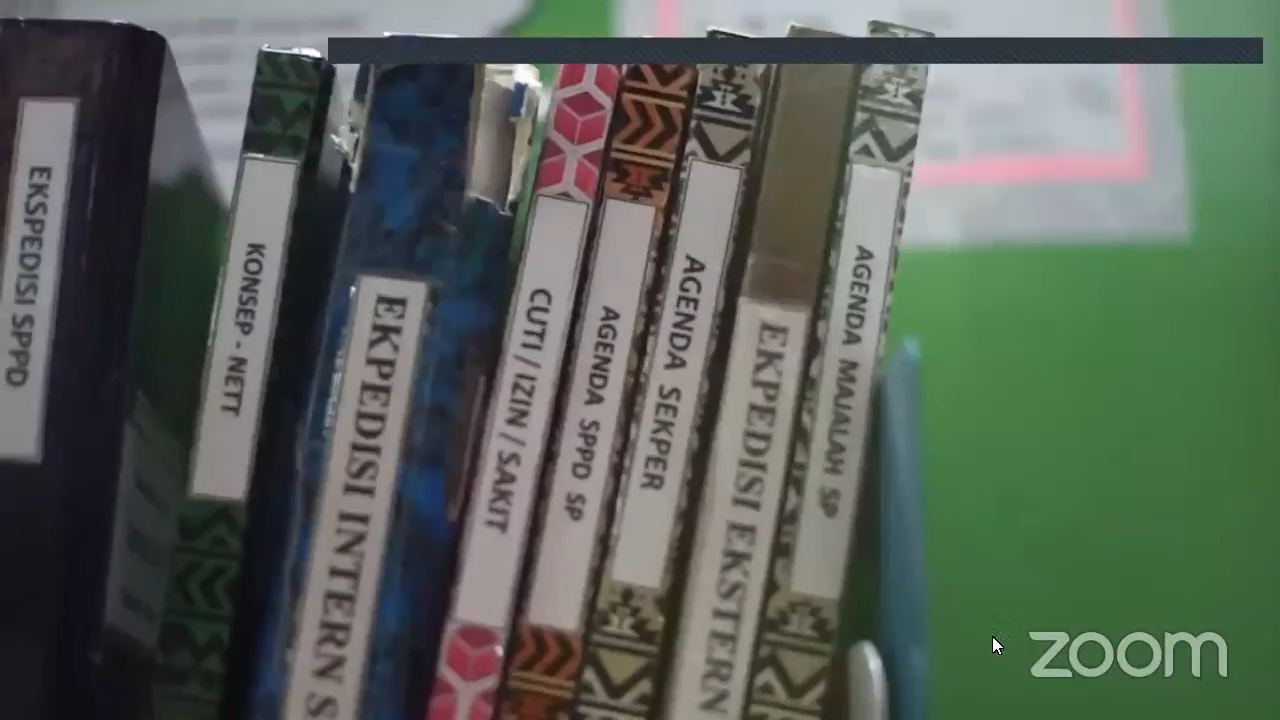 EKSPEDISI SPPD
KONSEP - NETT
EKPEDISI INTERN S
CUTI / IZIN / SAKIT
AGENDA SPPD SP
AGENDA SEKPER
EKPEDISI EKSTERN
AGENDA MAJALAH SP
zoom